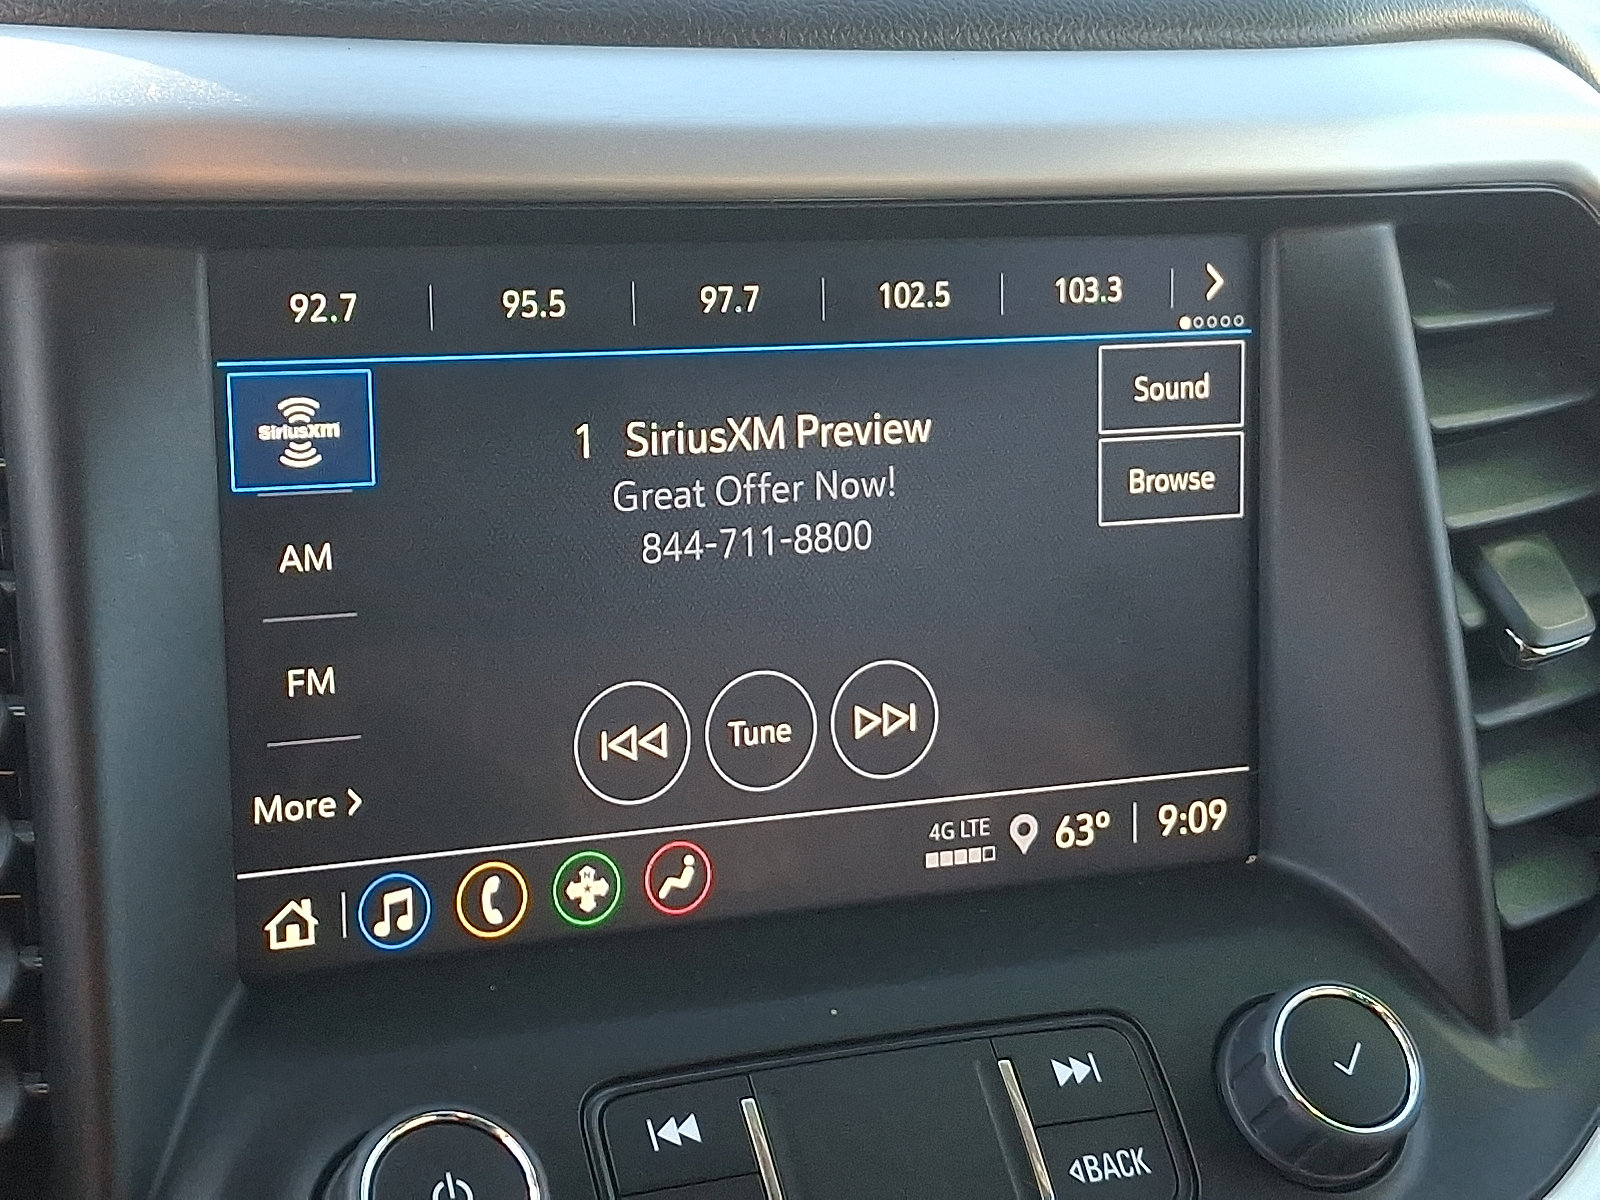 92.7 95.5 97.7 102.5 103.3
SiriusXM
1 SiriusXM Preview
Great Offer Now!
844-711-8800
Sound
Browse
AM
FM
More
Tune
4G LTE 63° 9:09
N
BACK